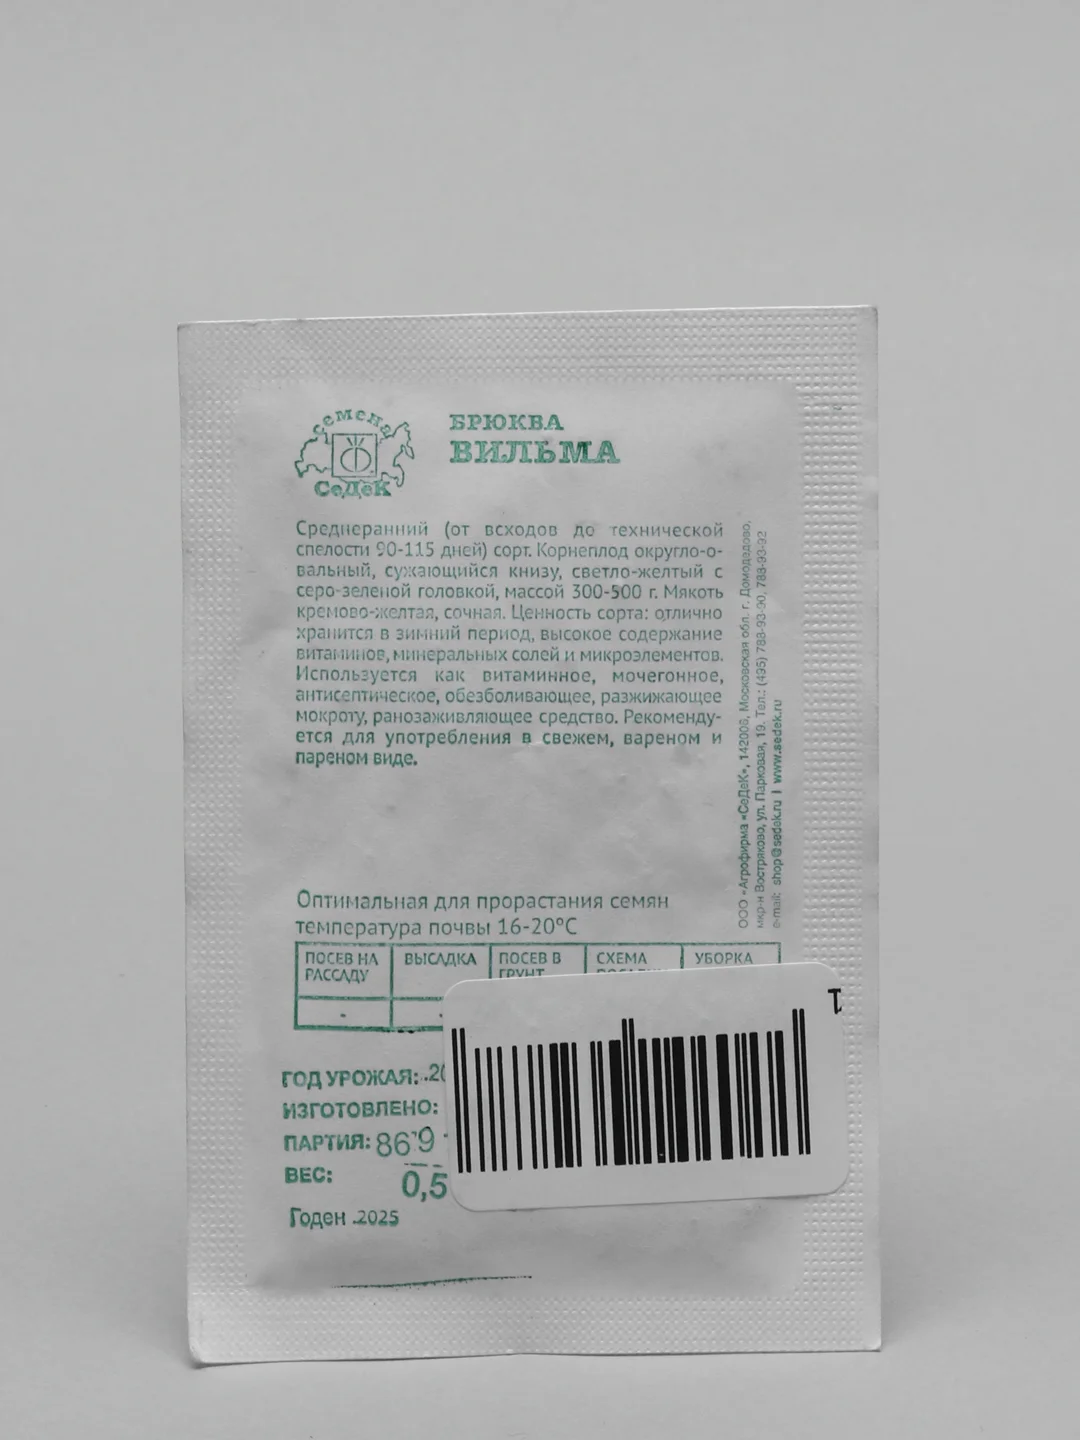 семена
СеДеК
БРЮКВА
ВИЛЬМА
Среднеранний (от всходов до технической
спелости 90-115 дней) сорт. Корнеплод округло-о-
вальный, сужающийся книзу, светло-желтый с
серо-зеленой головкой, массой 300-500 г. Мякоть
кремово-желтая, сочная. Ценность сорта: отлично
хранится в зимний период, высокое содержание
витаминов, минеральных солей и микроэлементов.
Используется как витаминное, мочегонное,
антисептическое, обезболивающее, разжижающее
мокроту, ранозаживляющее средство. Рекоменду-
ется для употребления в свежем, вареном и
пареном виде.
ООО «Агрофирма «СеДеК», 142006, Московская обл. г. Домодедово,
мкр-н Востряково, ул. Парковая, 19. Тел.: (495) 788-93-90, 788-93-92
e-mail: shop@sedek.ru | www.sedek.ru
Оптимальная для прорастания семян
температура почвы 16-20°С
ПОСЕВ НА
РАССАДУ
ВЫСАДКА
ПОСЕВ В
ГРУНТ
СХЕМА
УБОРКА
-
ГОД УРОЖАЯ: .20
ИЗГОТОВЛЕНО:
ПАРТИЯ: 869
ВЕС: 0,5
Годен .2025